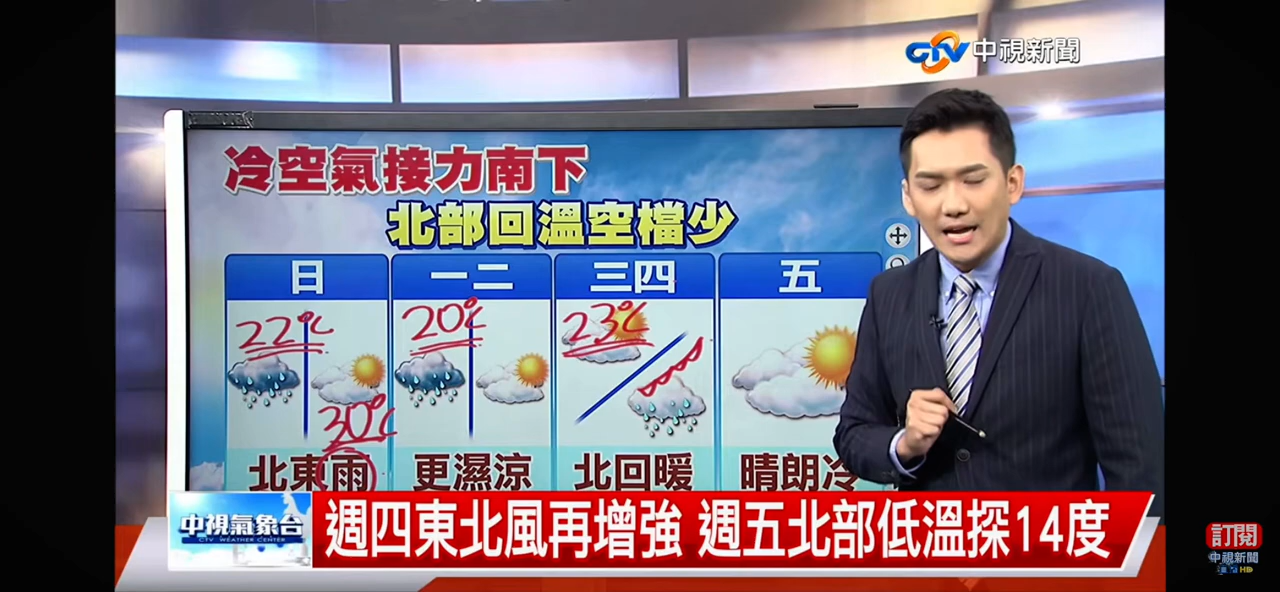 CTV 中視新聞
冷空氣接力南下
北部回溫空檔少
日 一二 三四 五
22°C 20°C 23°C
30°C
北東雨 更濕涼 北回暖 晴朗冷
中視氣象台
CTV WEATHER CENTER
週四東北風再增強 週五北部低溫探14度
訂閱
中視新聞
HD